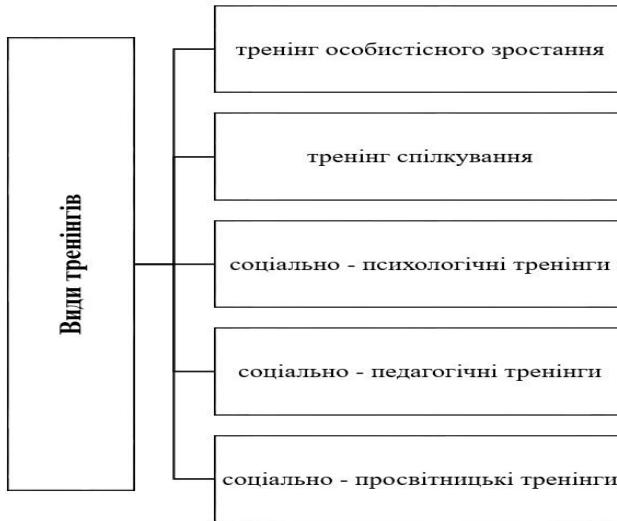 Види тренінгів
тренінг особистісного зростання
тренінг спілкування
соціально - психологічні тренінги
соціально - педагогічні тренінги
соціально - просвітницькі тренінги